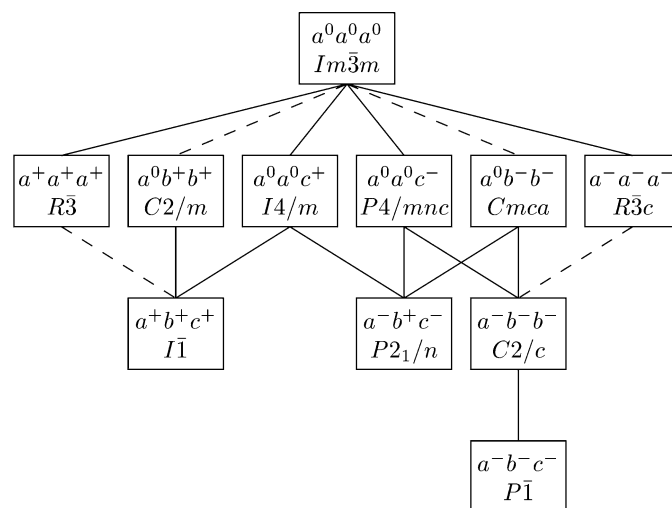 a⁰a⁰a⁰
Im3̄m
a⁺a⁺a⁺
R3̄
a⁰b⁺b⁺
C2/m
a⁰a⁰c⁺
I4/m
a⁰a⁰c⁻
P4/mnc
a⁰b⁻b⁻
Cmca
a⁻a⁻a⁻
R3̄c
a⁺b⁺c⁺
I1̄
a⁻b⁺c⁻
P2₁/n
a⁻b⁻b⁻
C2/c
a⁻b⁻c⁻
P1̄